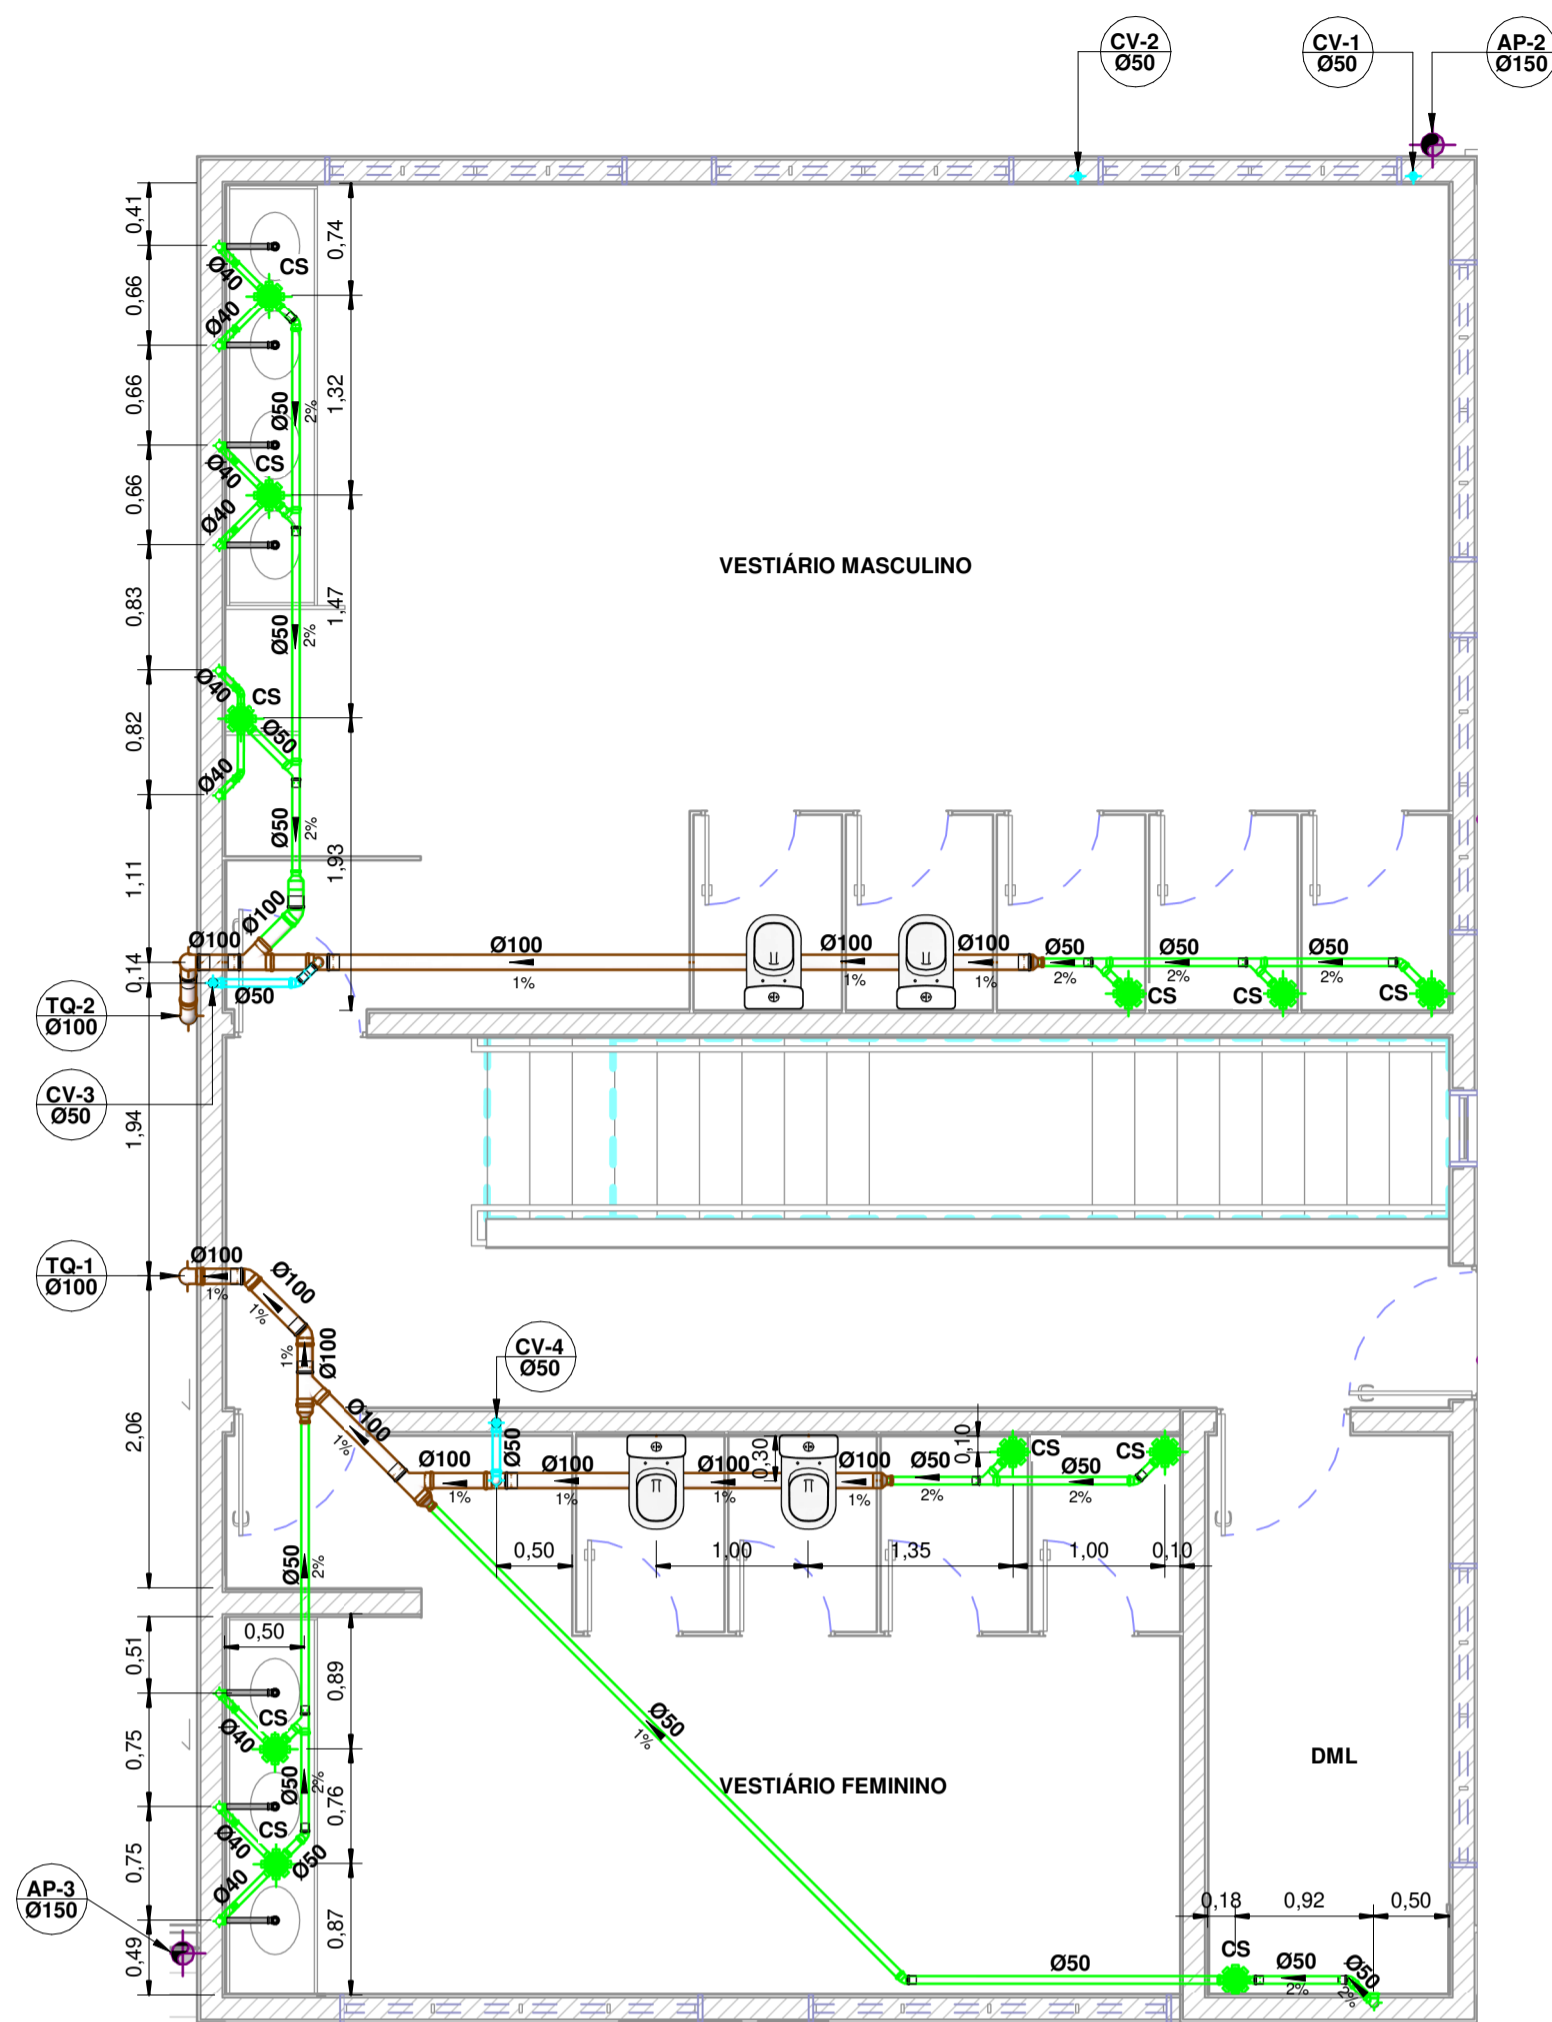 CV-2
Ø50
CV-1
Ø50
AP-2
Ø150
0,41
0,74
CS
Ø40
0,66
Ø40
0,66
1,32
Ø50
2%
CS
Ø40
0,66
Ø40
VESTIÁRIO MASCULINO
0,83
1,47
Ø50
2%
Ø40
CS
Ø50
0,82
Ø40
Ø50
2%
1,11
1,93
Ø100
Ø100
Ø100
1%
Ø100
1%
Ø100
1%
Ø50
2%
Ø50
2%
Ø50
2%
0,14
Ø50
CS
CS
CS
TQ-2
Ø100
CV-3
Ø50
1,94
TQ-1
Ø100
Ø100
1%
Ø100
1%
Ø100
1%
CV-4
Ø50
2,06
Ø100
1%
Ø100
1%
Ø50
Ø100
1%
Ø100
1%
0,30
Ø100
1%
Ø50
2%
0,10
CS
Ø50
2%
CS
0,50
1,00
1,35
1,00
0,10
Ø50
2%
0,50
0,51
0,89
CS
Ø40
0,75
Ø50
2%
0,76
Ø50
1%
VESTIÁRIO FEMININO
DML
CS
Ø40
Ø50
0,75
Ø40
AP-3
Ø150
0,87
0,49
0,18
0,92
0,50
CS
Ø50
Ø50
2%
Ø50
2%